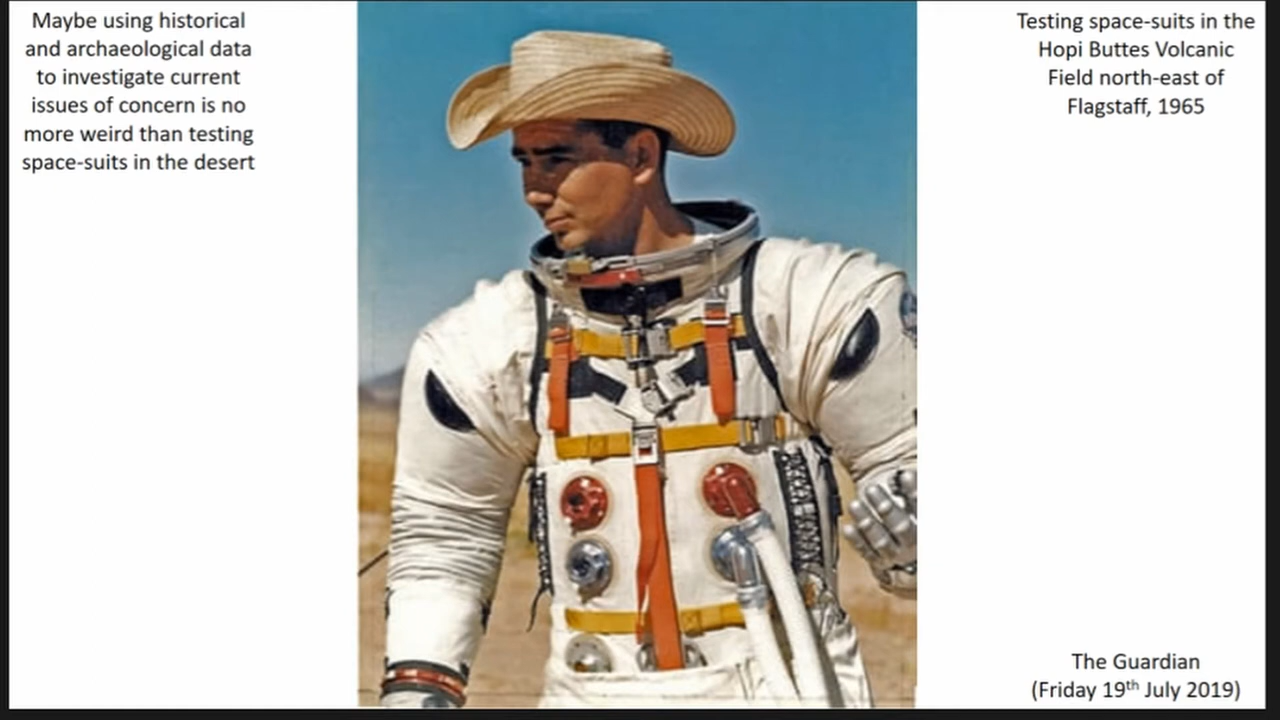 Maybe using historical
and archaeological data
to investigate current
issues of concern is no
more weird than testing
space-suits in the desert
Testing space-suits in the
Hopi Buttes Volcanic
Field north-east of
Flagstaff, 1965
The Guardian
(Friday 19th July 2019)